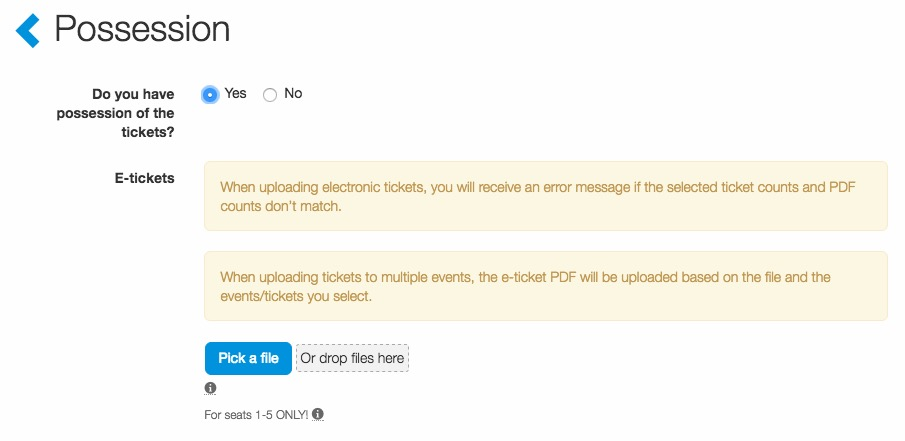 Possession
Do you have
possession of the
tickets?
Yes
No
E-tickets
When uploading electronic tickets, you will receive an error message if the selected ticket counts and PDF
counts don't match.
When uploading tickets to multiple events, the e-ticket PDF will be uploaded based on the file and the
events/tickets you select.
Pick a file
Or drop files here
For seats 1-5 ONLY!